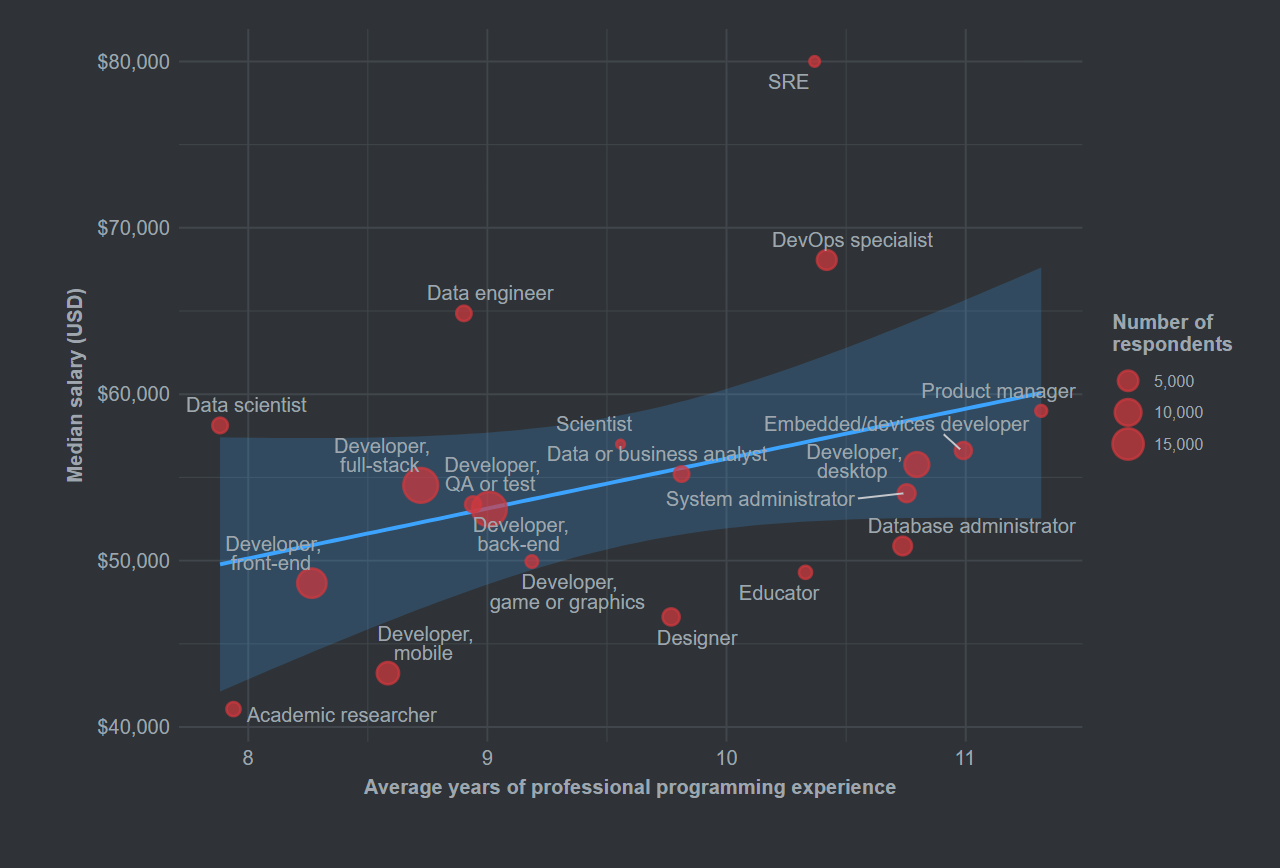 $80,000
SRE
$70,000
DevOps specialist
Data engineer
Number of
respondents
Median salary (USD)
5,000
$60,000
Product manager
Data scientist
10,000
Scientist
Embedded/devices developer
15,000
Developer,
full-stack
Data or business analyst
Developer,
desktop
Developer,
QA or test
System administrator
Developer,
back-end
Database administrator
Developer,
front-end
$50,000
Developer,
game or graphics
Educator
Designer
Developer,
mobile
Academic researcher
$40,000
8
9
10
11
Average years of professional programming experience